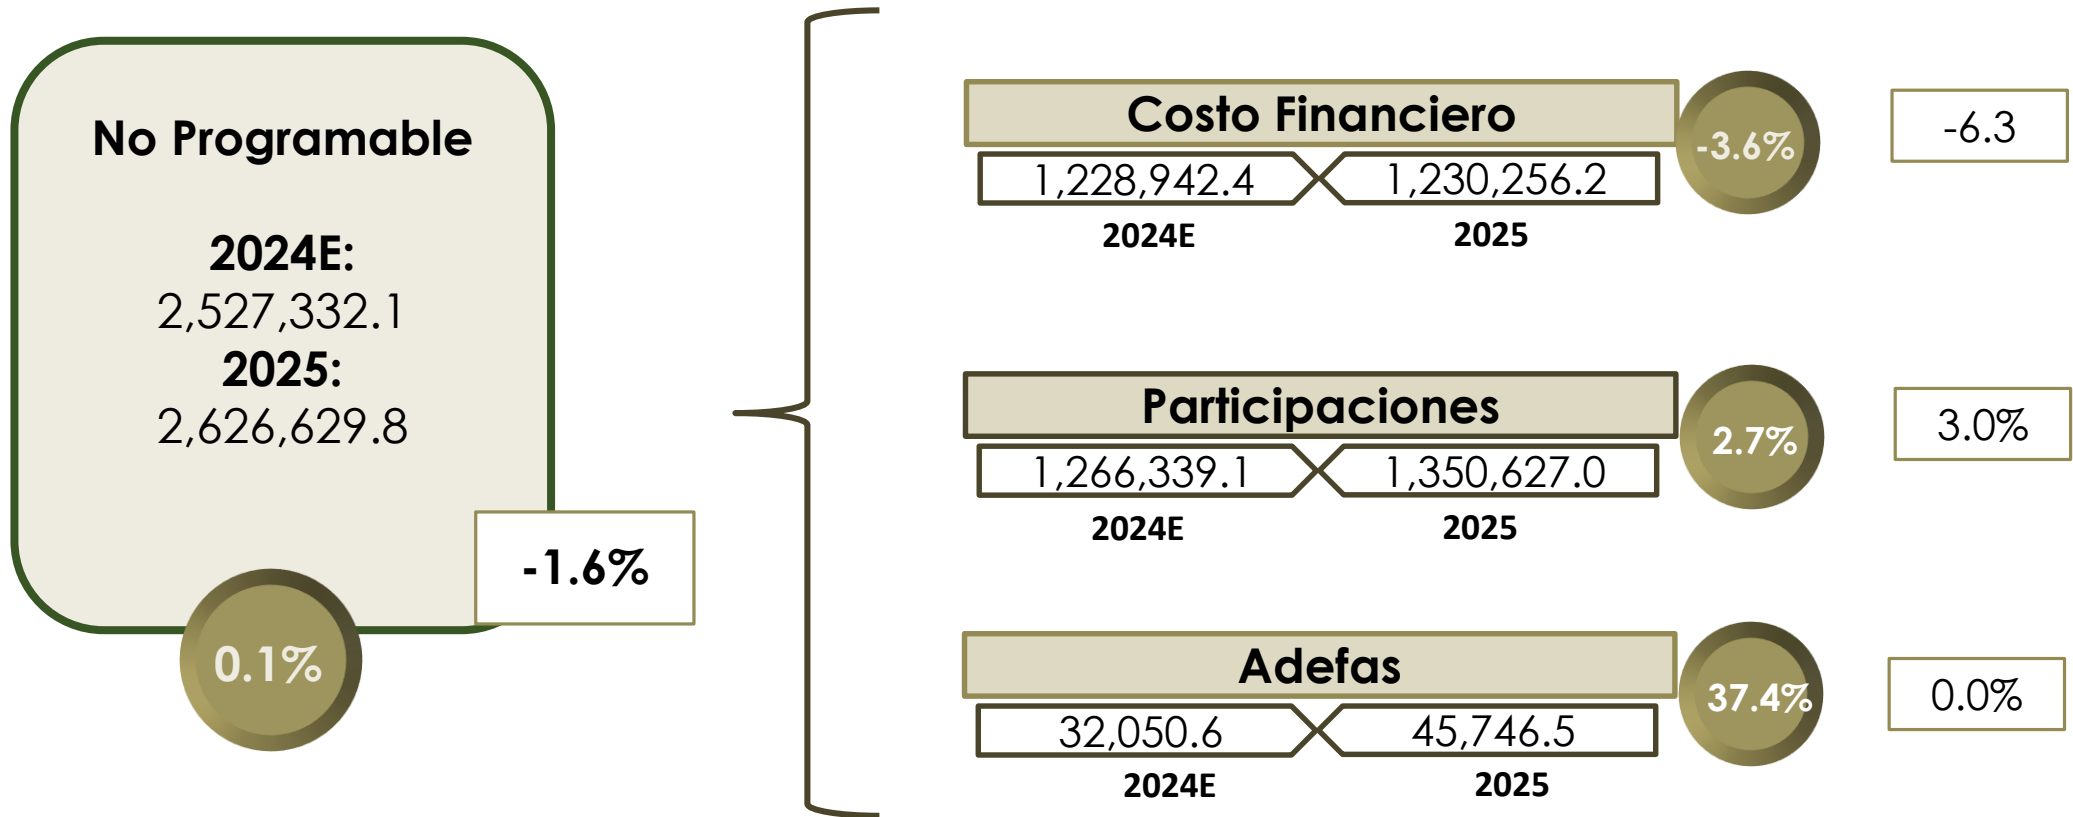 No Programable
2024E:
2,527,332.1
2025:
2,626,629.8
-1.6%
0.1%
Costo Financiero
-3.6%
-6.3
1,228,942.4
1,230,256.2
2024E
2025
Participaciones
2.7%
3.0%
1,266,339.1
1,350,627.0
2024E
2025
Adefas
37.4%
0.0%
32,050.6
45,746.5
2024E
2025